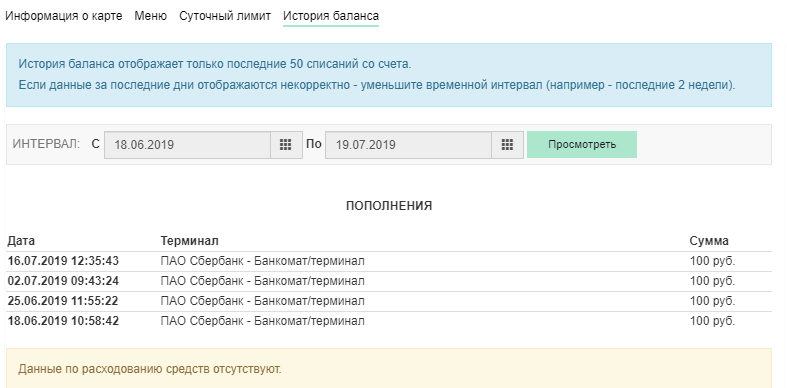 Информация о карте Меню Суточный лимит История баланса
История баланса отображает только последние 50 списаний со счета.
Если данные за последние дни отображаются некорректно - уменьшите временной интервал (например - последние 2 недели).
ИНТЕРВАЛ: С 18.06.2019 По 19.07.2019 Просмотреть
ПОПОЛНЕНИЯ
Дата Терминал Сумма
16.07.2019 12:35:43 ПАО Сбербанк - Банкомат/терминал 100 руб.
02.07.2019 09:43:24 ПАО Сбербанк - Банкомат/терминал 100 руб.
25.06.2019 11:55:22 ПАО Сбербанк - Банкомат/терминал 100 руб.
18.06.2019 10:58:42 ПАО Сбербанк - Банкомат/терминал 100 руб.
Данные по расходованию средств отсутствуют.